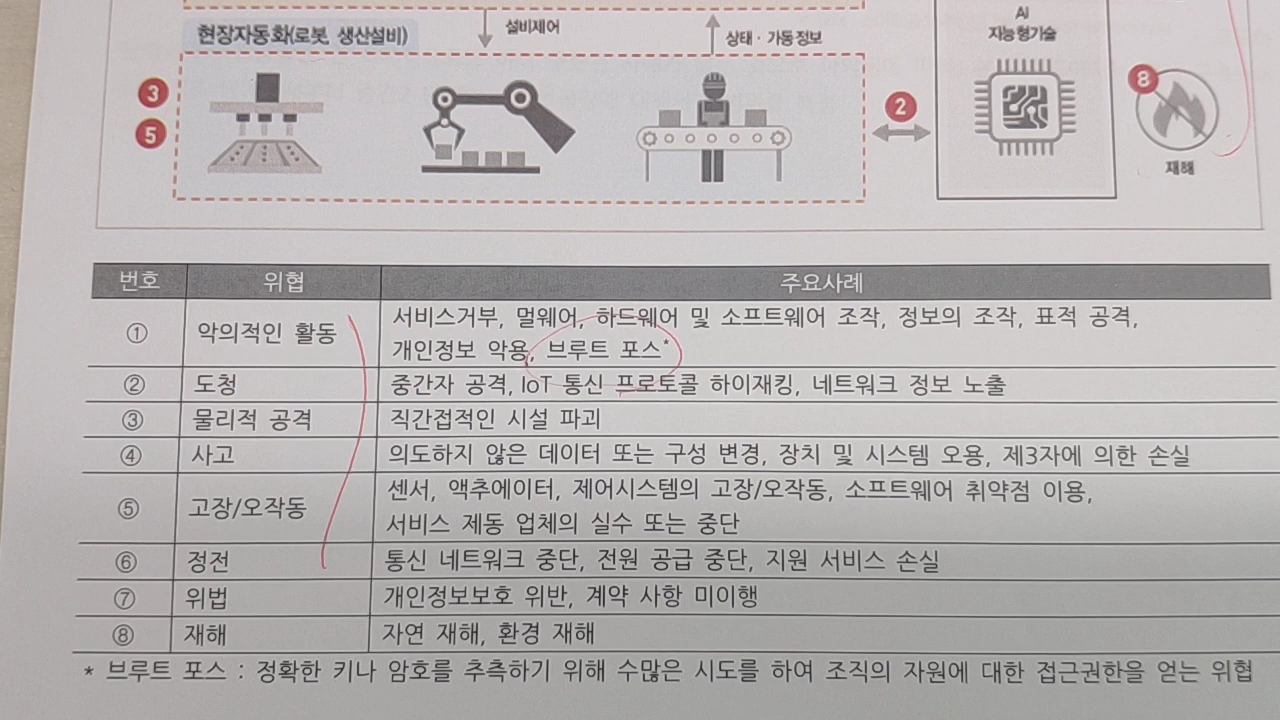 현장자동화(로봇, 생산설비)
설비제어
상태 · 가동 정보
AI
지능형기술
3
5
2
8
재해
번호 위협 주요사례
① 악의적인 활동 서비스거부, 멀웨어, 하드웨어 및 소프트웨어 조작, 정보의 조작, 표적 공격,
개인정보 악용, 브루트 포스*
② 도청 중간자 공격, IoT 통신 프로토콜 하이재킹, 네트워크 정보 노출
③ 물리적 공격 직간접적인 시설 파괴
④ 사고 의도하지 않은 데이터 또는 구성 변경, 장치 및 시스템 오용, 제3자에 의한 손실
⑤ 고장/오작동 센서, 액추에이터, 제어시스템의 고장/오작동, 소프트웨어 취약점 이용,
서비스 제동 업체의 실수 또는 중단
⑥ 정전 통신 네트워크 중단, 전원 공급 중단, 지원 서비스 손실
⑦ 위법 개인정보보호 위반, 계약 사항 미이행
⑧ 재해 자연 재해, 환경 재해
* 브루트 포스 : 정확한 키나 암호를 추측하기 위해 수많은 시도를 하여 조직의 자원에 대한 접근권한을 얻는 위협